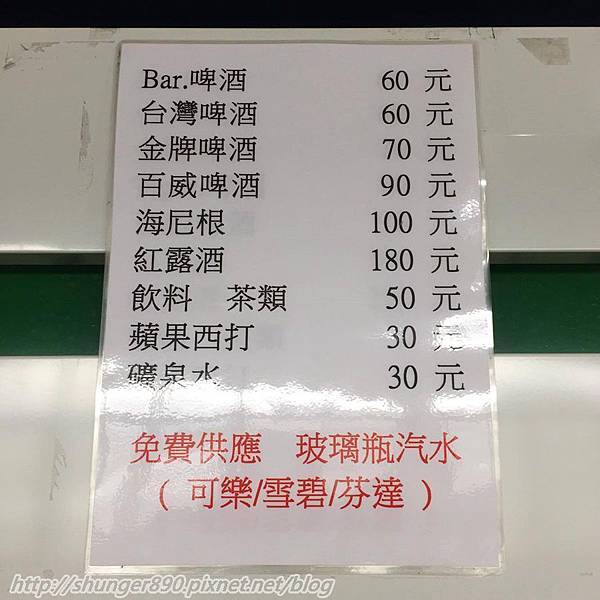 Bar.啤酒 60 元
台灣啤酒 60 元
金牌啤酒 70 元
百威啤酒 90 元
海尼根 100 元
紅露酒 180 元
飲料 茶類 50 元
蘋果西打 30 元
礦泉水 30 元
免費供應 玻璃瓶汽水
( 可樂/雪碧/芬達 )
http://shunger890.pixnet.net/blog